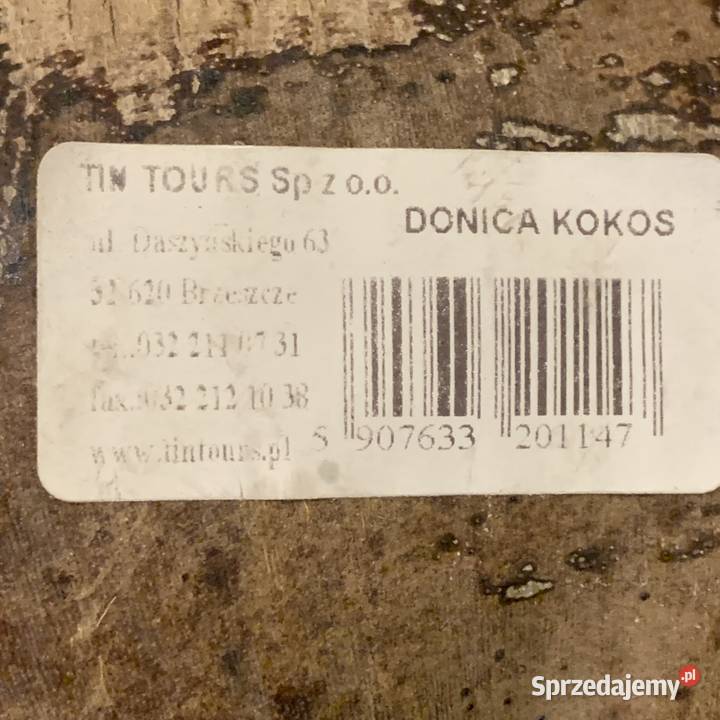 TIN TOURS Sp z o.o.
DONICA KOKOS
ul. Daszyńskiego 63
32-620 Brzeszcze
tel.:032 211 07 31
fax.:032 212 10 38
www.tintours.pl
5 907633 201147
Sprzedajemy.pl